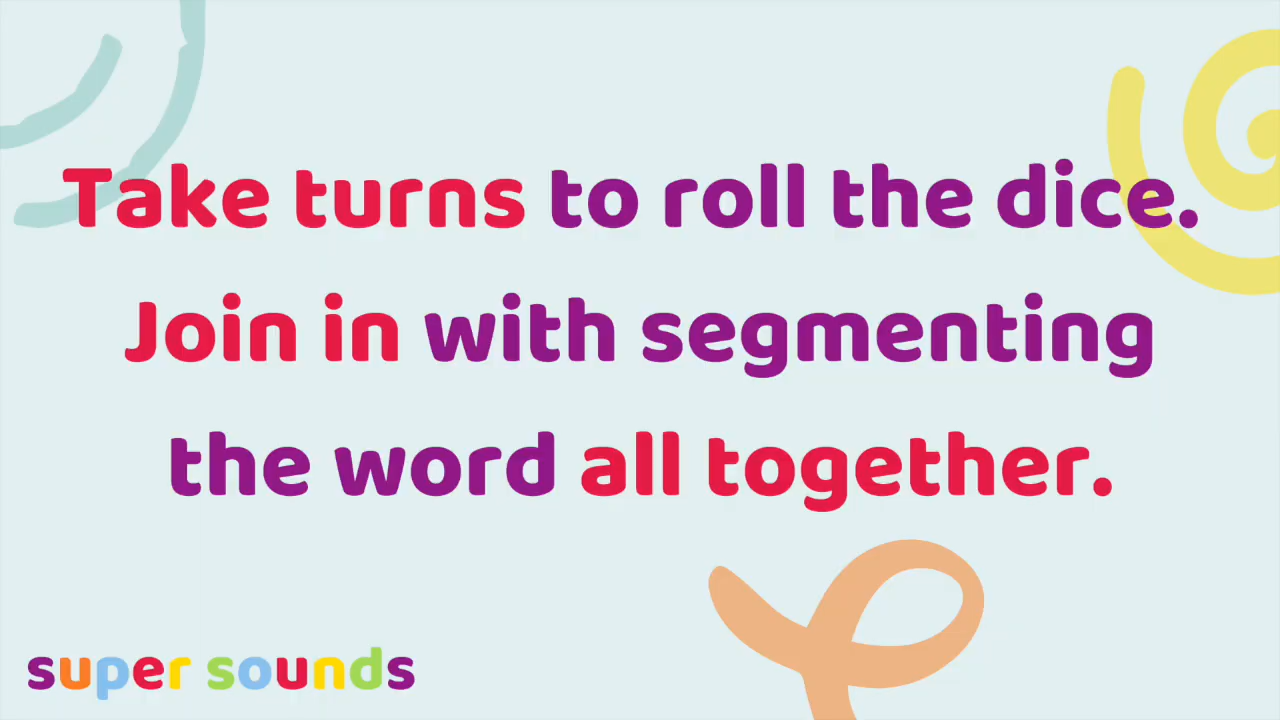 Take turns to roll the dice.
Join in with segmenting
the word all together.
super sounds